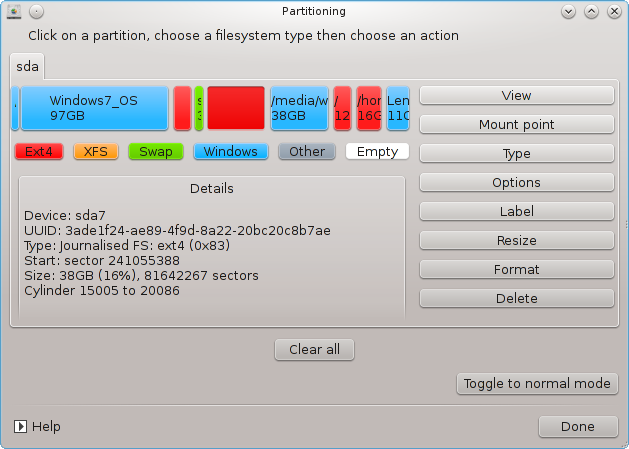 Partitioning
Click on a partition, choose a filesystem type then choose an action
sda
Windows7_OS
97GB
s
3
/media/w
38GB
/
12
/hor
16G
Len
11G
Ext4
XFS
Swap
Windows
Other
Empty
Details
Device: sda7
UUID: 3ade1f24-ae89-4f9d-8a22-20bc20c8b7ae
Type: Journalised FS: ext4 (0x83)
Start: sector 241055388
Size: 38GB (16%), 81642267 sectors
Cylinder 15005 to 20086
View
Mount point
Type
Options
Label
Resize
Format
Delete
Clear all
Toggle to normal mode
Help
Done